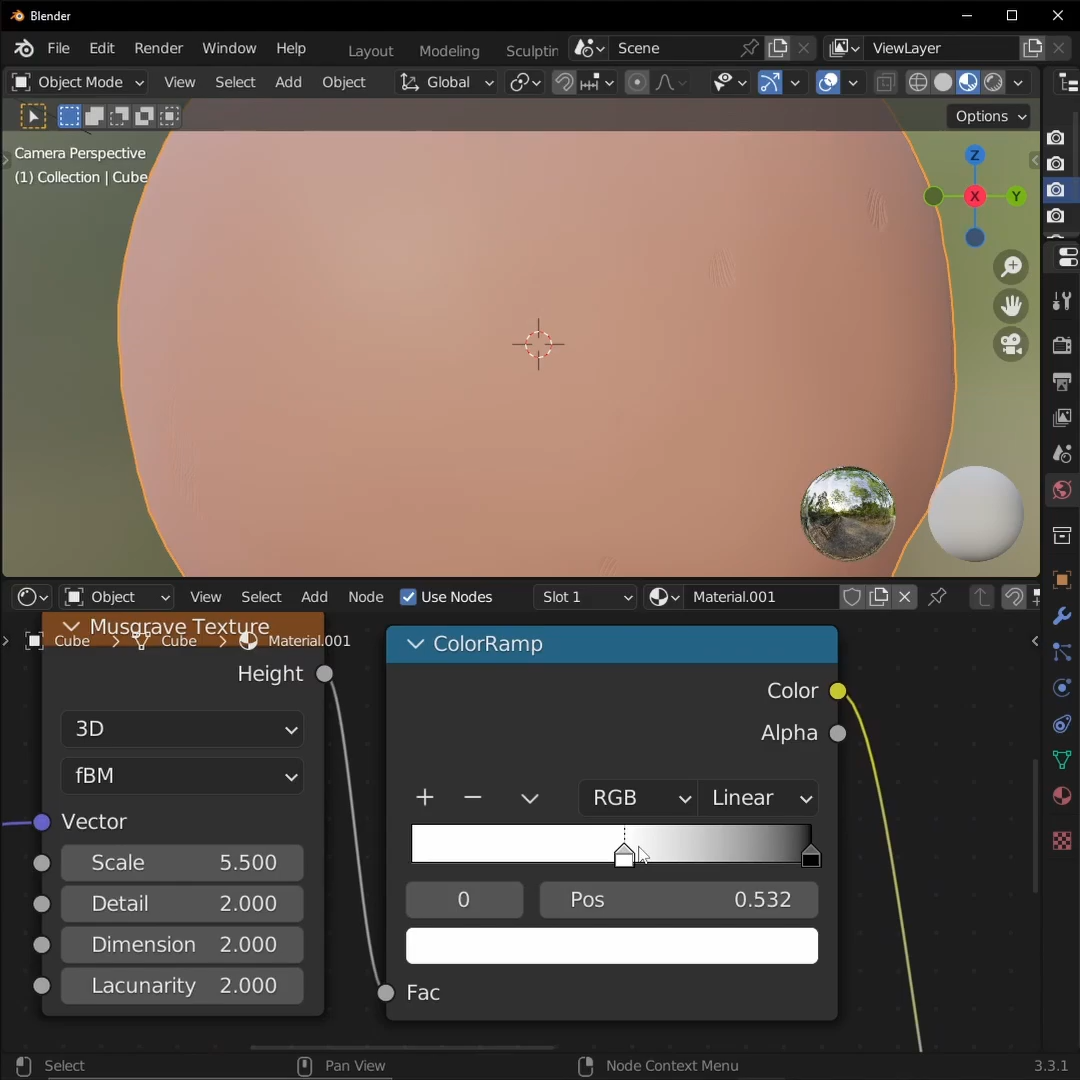 Blender
File Edit Render Window Help Layout Modeling Sculptin Scene ViewLayer
Object Mode View Select Add Object Global
Options
Camera Perspective
(1) Collection | Cube
Z
X
Y
Object View Select Add Node Use Nodes Slot 1 Material.001
Musgrave Texture
Cube Cube Material.001
ColorRamp
Height
Color
3D
Alpha
fBM
RGB Linear
Vector
Scale 5.500
Detail 2.000
0 Pos 0.532
Dimension 2.000
Lacunarity 2.000
Fac
Select Pan View Node Context Menu 3.3.1